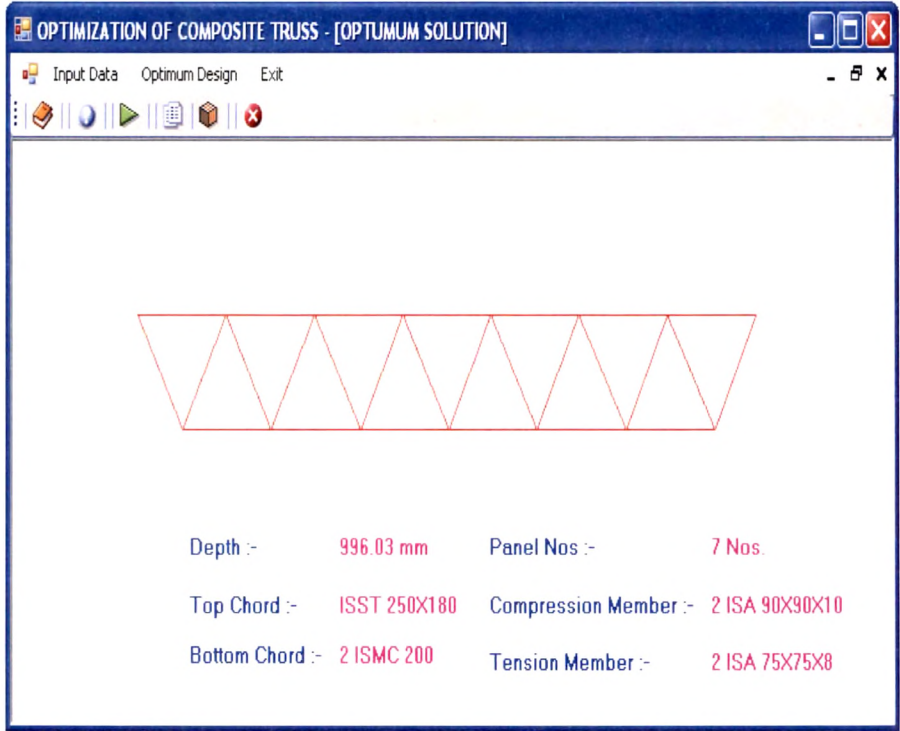 OPTIMIZATION OF COMPOSITE TRUSS - [OPTUMUM SOLUTION]
Input Data Optimum Design Exit
Depth :- 996.03 mm Panel Nos :- 7 Nos.
Top Chord :- ISST 250X180 Compression Member :- 2 ISA 90X90X10
Bottom Chord :- 2 ISMC 200 Tension Member :- 2 ISA 75X75X8